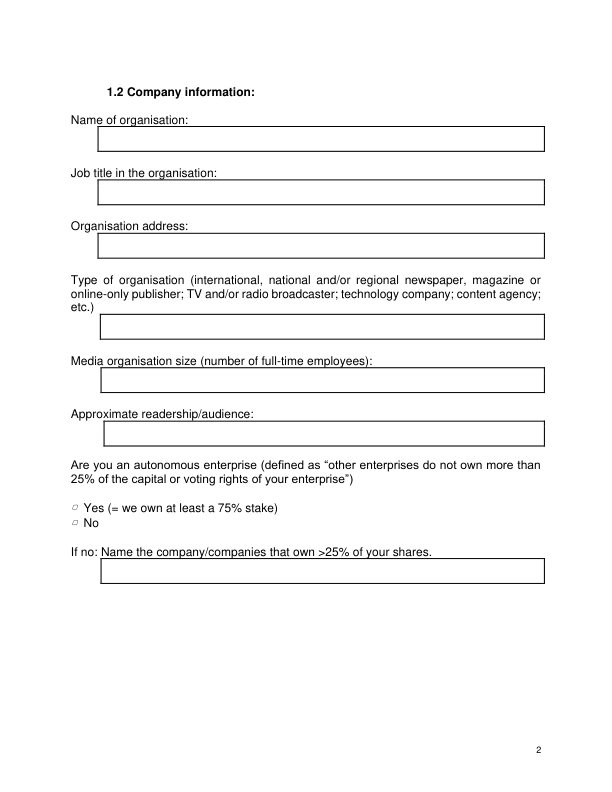 1.2 Company information:
Name of organisation:
Job title in the organisation:
Organisation address:
Type of organisation (international, national and/or regional newspaper, magazine or
online-only publisher; TV and/or radio broadcaster; technology company; content agency;
etc.)
Media organisation size (number of full-time employees):
Approximate readership/audience:
Are you an autonomous enterprise (defined as “other enterprises do not own more than
25% of the capital or voting rights of your enterprise”)
Yes (= we own at least a 75% stake)
No
If no: Name the company/companies that own >25% of your shares.
2